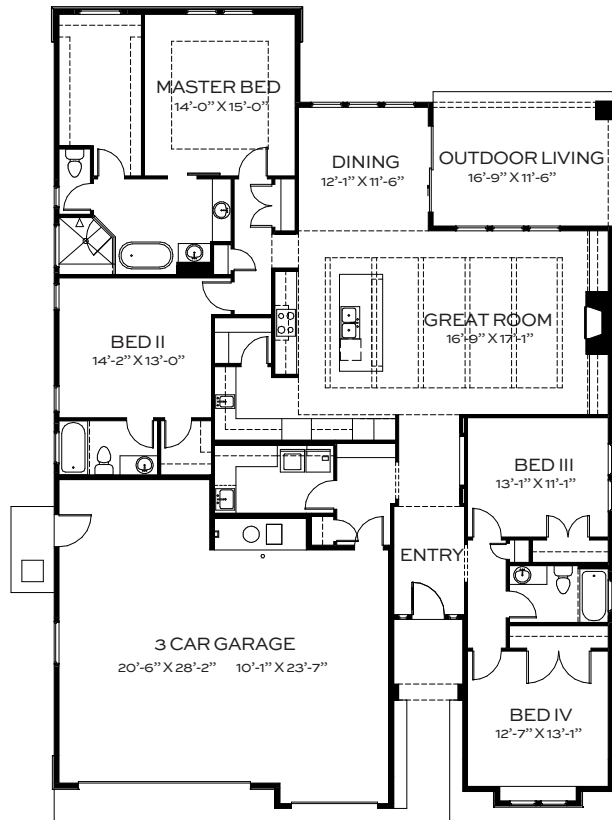 MASTER BED
14'-0" X 15'-0"
DINING
12'-1" X 11'-6"
OUTDOOR LIVING
16'-9" X 11'-6"
GREAT ROOM
16'-9" X 17'-1"
BED II
14'-2" X 13'-0"
BED III
13'-1" X 11'-1"
ENTRY
3 CAR GARAGE
20'-6" X 28'-2" 10'-1" X 23'-7"
BED IV
12'-7" X 13'-1"